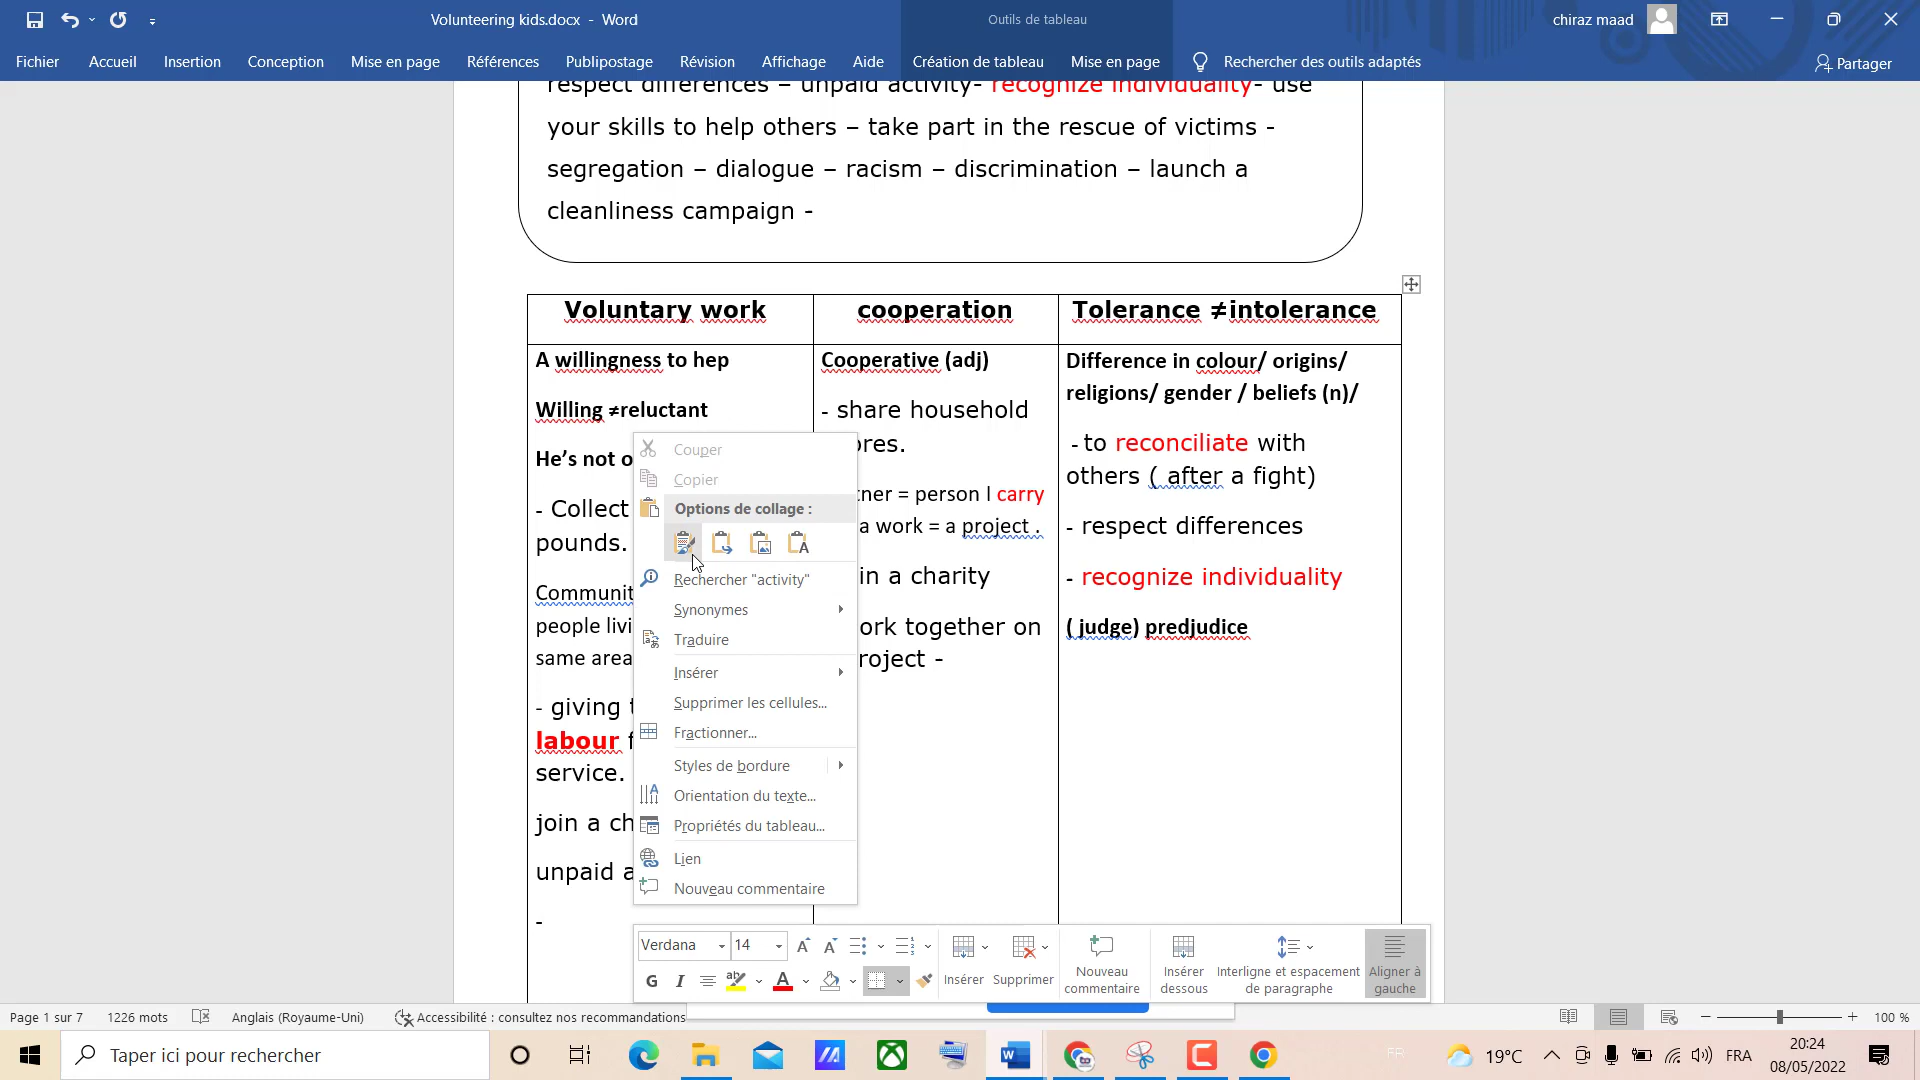 Volunteering kids.docx - Word
Outils de tableau
chiraz maad
Fichier Accueil Insertion Conception Mise en page Références Publipostage Révision Affichage Aide Création de tableau Mise en page Rechercher des outils adaptés Partager
respect differences – unpaid activity- recognize individuality- use
your skills to help others – take part in the rescue of victims -
segregation – dialogue – racism – discrimination – launch a
cleanliness campaign -
Voluntary work cooperation Tolerance ≠intolerance
A willingness to hep
Willing ≠reluctant
He’s not o
- Collect
pounds.
Communit
people livi
same area
- giving t
labour f
service.
join a ch
unpaid a
-
Cooperative (adj)
- share household
ores.
tner = person I carry
a work = a project .
in a charity
ork together on
roject -
Difference in colour/ origins/
religions/ gender / beliefs (n)/
- to reconciliate with
others ( after a fight)
- respect differences
- recognize individuality
( judge) predjudice
Couper
Copier
Options de collage :
Rechercher "activity"
Synonymes
Traduire
Insérer
Supprimer les cellules...
Fractionner...
Styles de bordure
Orientation du texte...
Propriétés du tableau...
Lien
Nouveau commentaire
Verdana 14
G I
Insérer
Supprimer
Nouveau
commentaire
Insérer
dessous
Interligne et espacement
de paragraphe
Aligner à
gauche
Page 1 sur 7 1226 mots Anglais (Royaume-Uni) Accessibilité : consultez nos recommandations 100 %
Taper ici pour rechercher
FR
19°C
FRA
20:24
08/05/2022